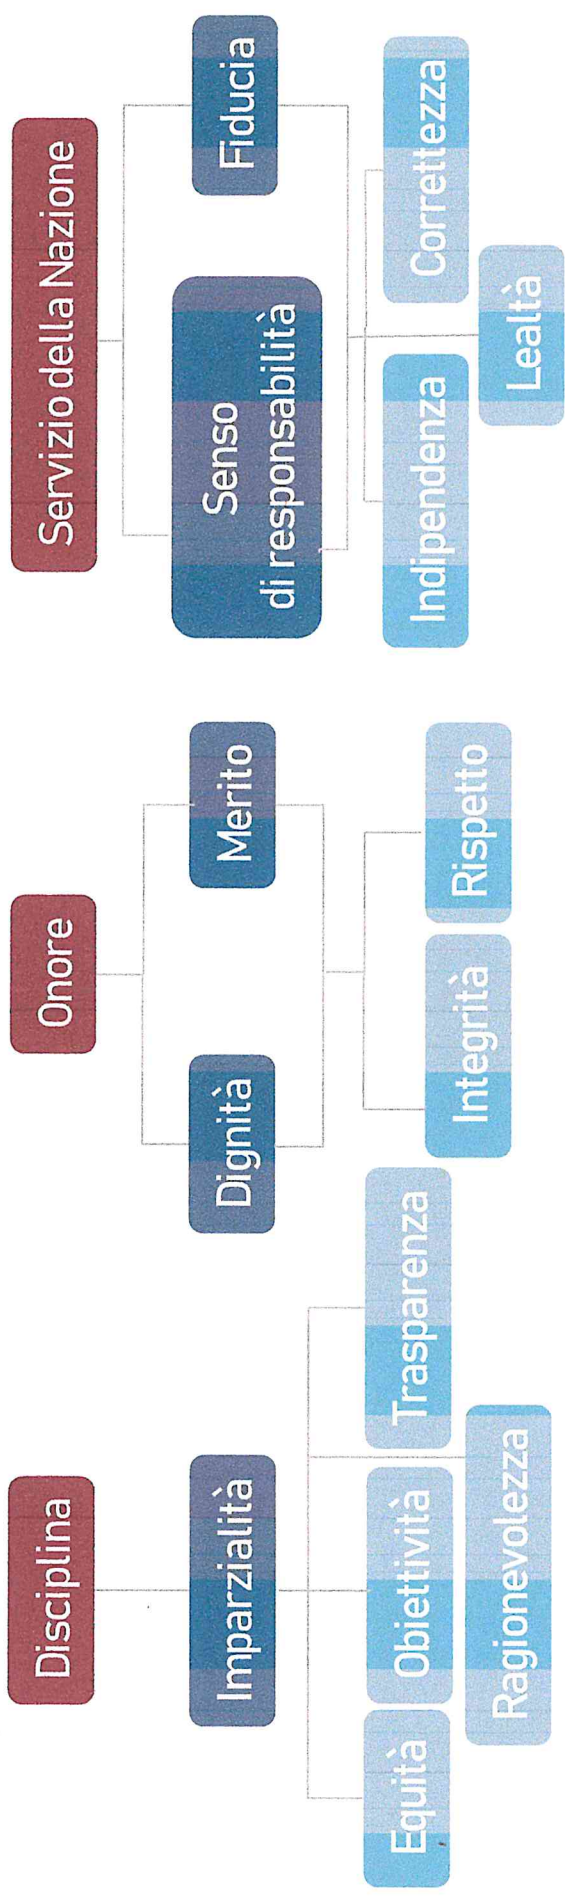 Disciplina
Imparzialità
Equità
Obiettività
Trasparenza
Ragionevolezza
Onore
Dignità
Merito
Integrità
Rispetto
Servizio della Nazione
Senso
di responsabilità
Fiducia
Indipendenza
Correttezza
Lealtà